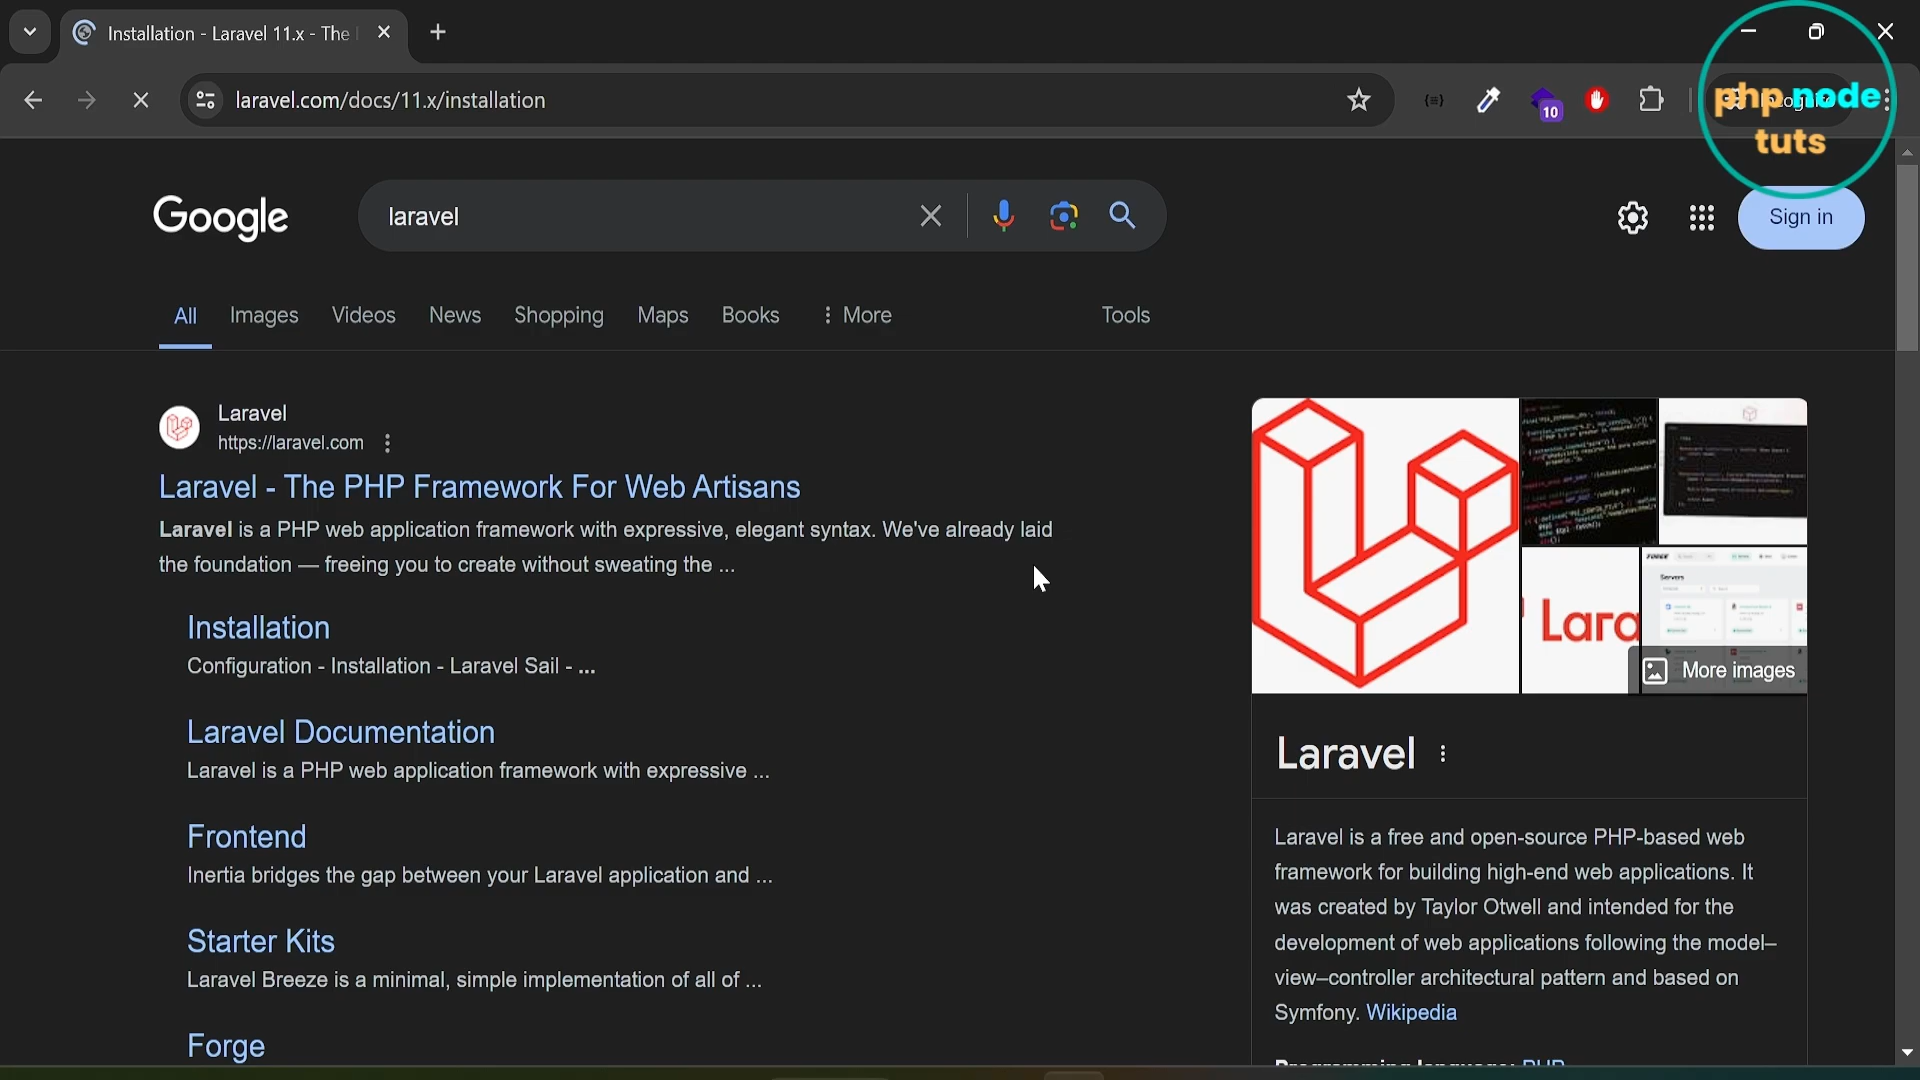 Installation - Laravel 11.x - The
laravel.com/docs/11.x/installation
10
php node
tuts
Google
laravel
Sign in
All
Images
Videos
News
Shopping
Maps
Books
More
Tools
Laravel
https://laravel.com
Laravel - The PHP Framework For Web Artisans
Laravel is a PHP web application framework with expressive, elegant syntax. We've already laid
the foundation — freeing you to create without sweating the ...
Installation
Configuration - Installation - Laravel Sail - ...
Laravel Documentation
Laravel is a PHP web application framework with expressive ...
Frontend
Inertia bridges the gap between your Laravel application and ...
Starter Kits
Laravel Breeze is a minimal, simple implementation of all of ...
Forge
Lara
Servers
More images
Laravel
Laravel is a free and open-source PHP-based web
framework for building high-end web applications. It
was created by Taylor Otwell and intended for the
development of web applications following the model–
view–controller architectural pattern and based on
Symfony. Wikipedia